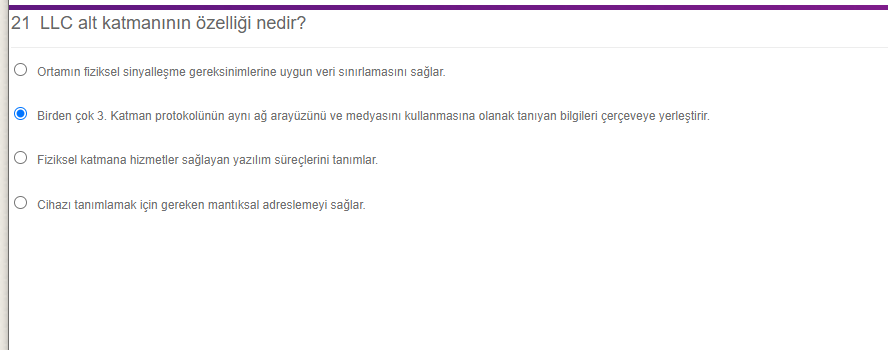 21 LLC alt katmanının özelliği nedir?
Ortamın fiziksel sinyalleşme gereksinimlerine uygun veri sınırlamasını sağlar.
Birden çok 3. Katman protokolünün aynı ağ arayüzünü ve medyasını kullanmasına olanak tanıyan bilgileri çerçeveye yerleştirir.
Fiziksel katmana hizmetler sağlayan yazılım süreçlerini tanımlar.
Cihazı tanımlamak için gereken mantıksal adreslemeyi sağlar.